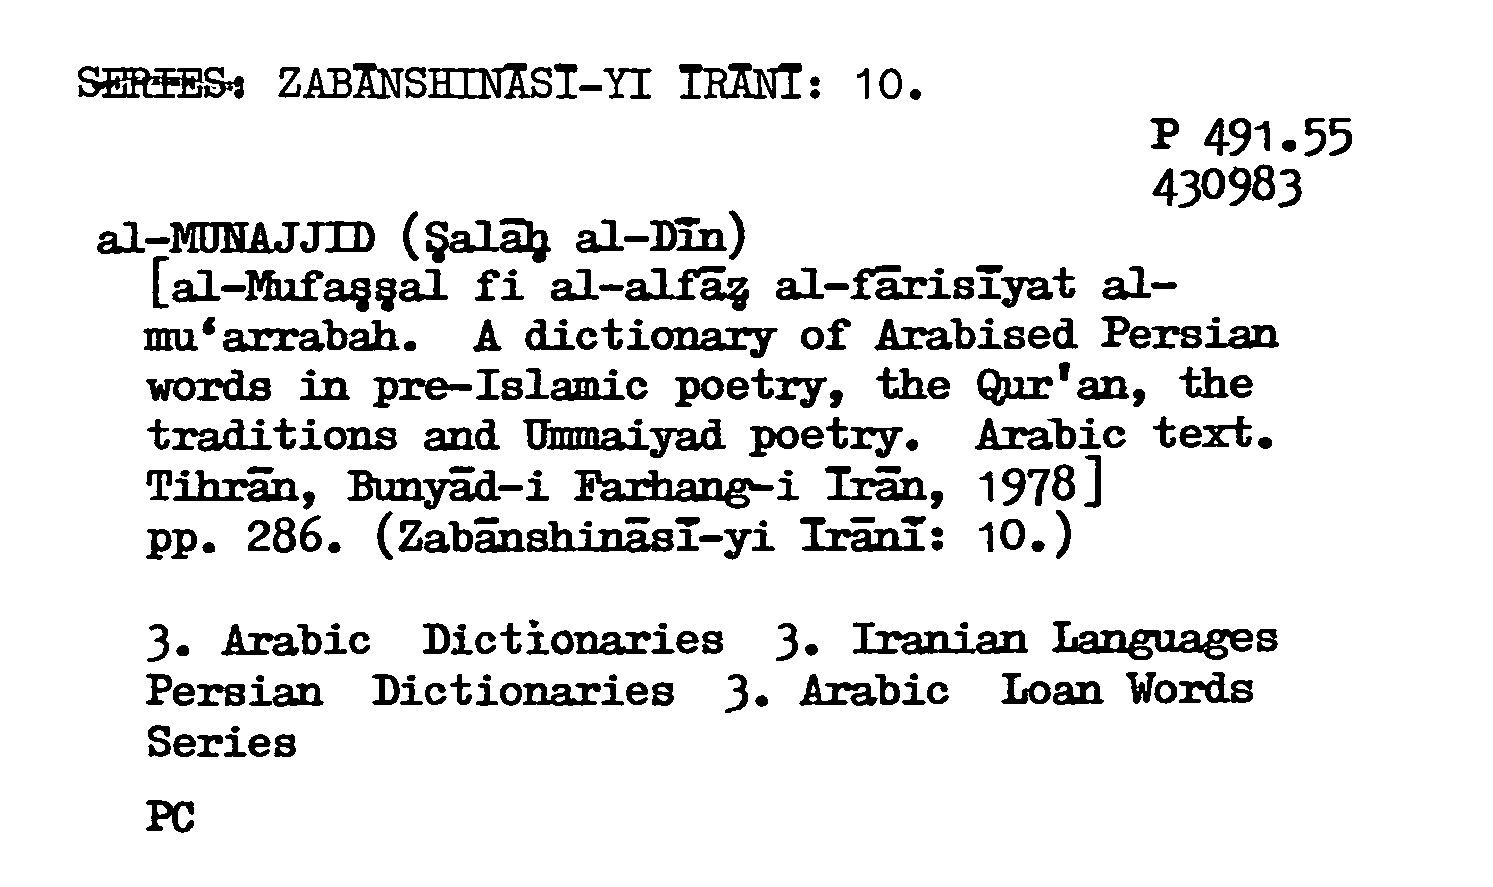 SERIES: ZABĀNSHINĀSĪ-YI ĪRĀNĪ: 10.
P 491.55
430983
al-MUNAJJID (Ṣalāḥ al-Dīn)
[al-Mufaṣṣal fi al-alfāẓ al-fārisīyat al-
mu‘arrabah. A dictionary of Arabised Persian
words in pre-Islamic poetry, the Qur'an, the
traditions and Ummaiyad poetry. Arabic text.
Tihrān, Bunyād-i Farhang-i Īrān, 1978]
pp. 286. (Zabānshināsī-yi Īrānī: 10.)
3. Arabic Dictionaries 3. Iranian Languages
Persian Dictionaries 3. Arabic Loan Words
Series
PC